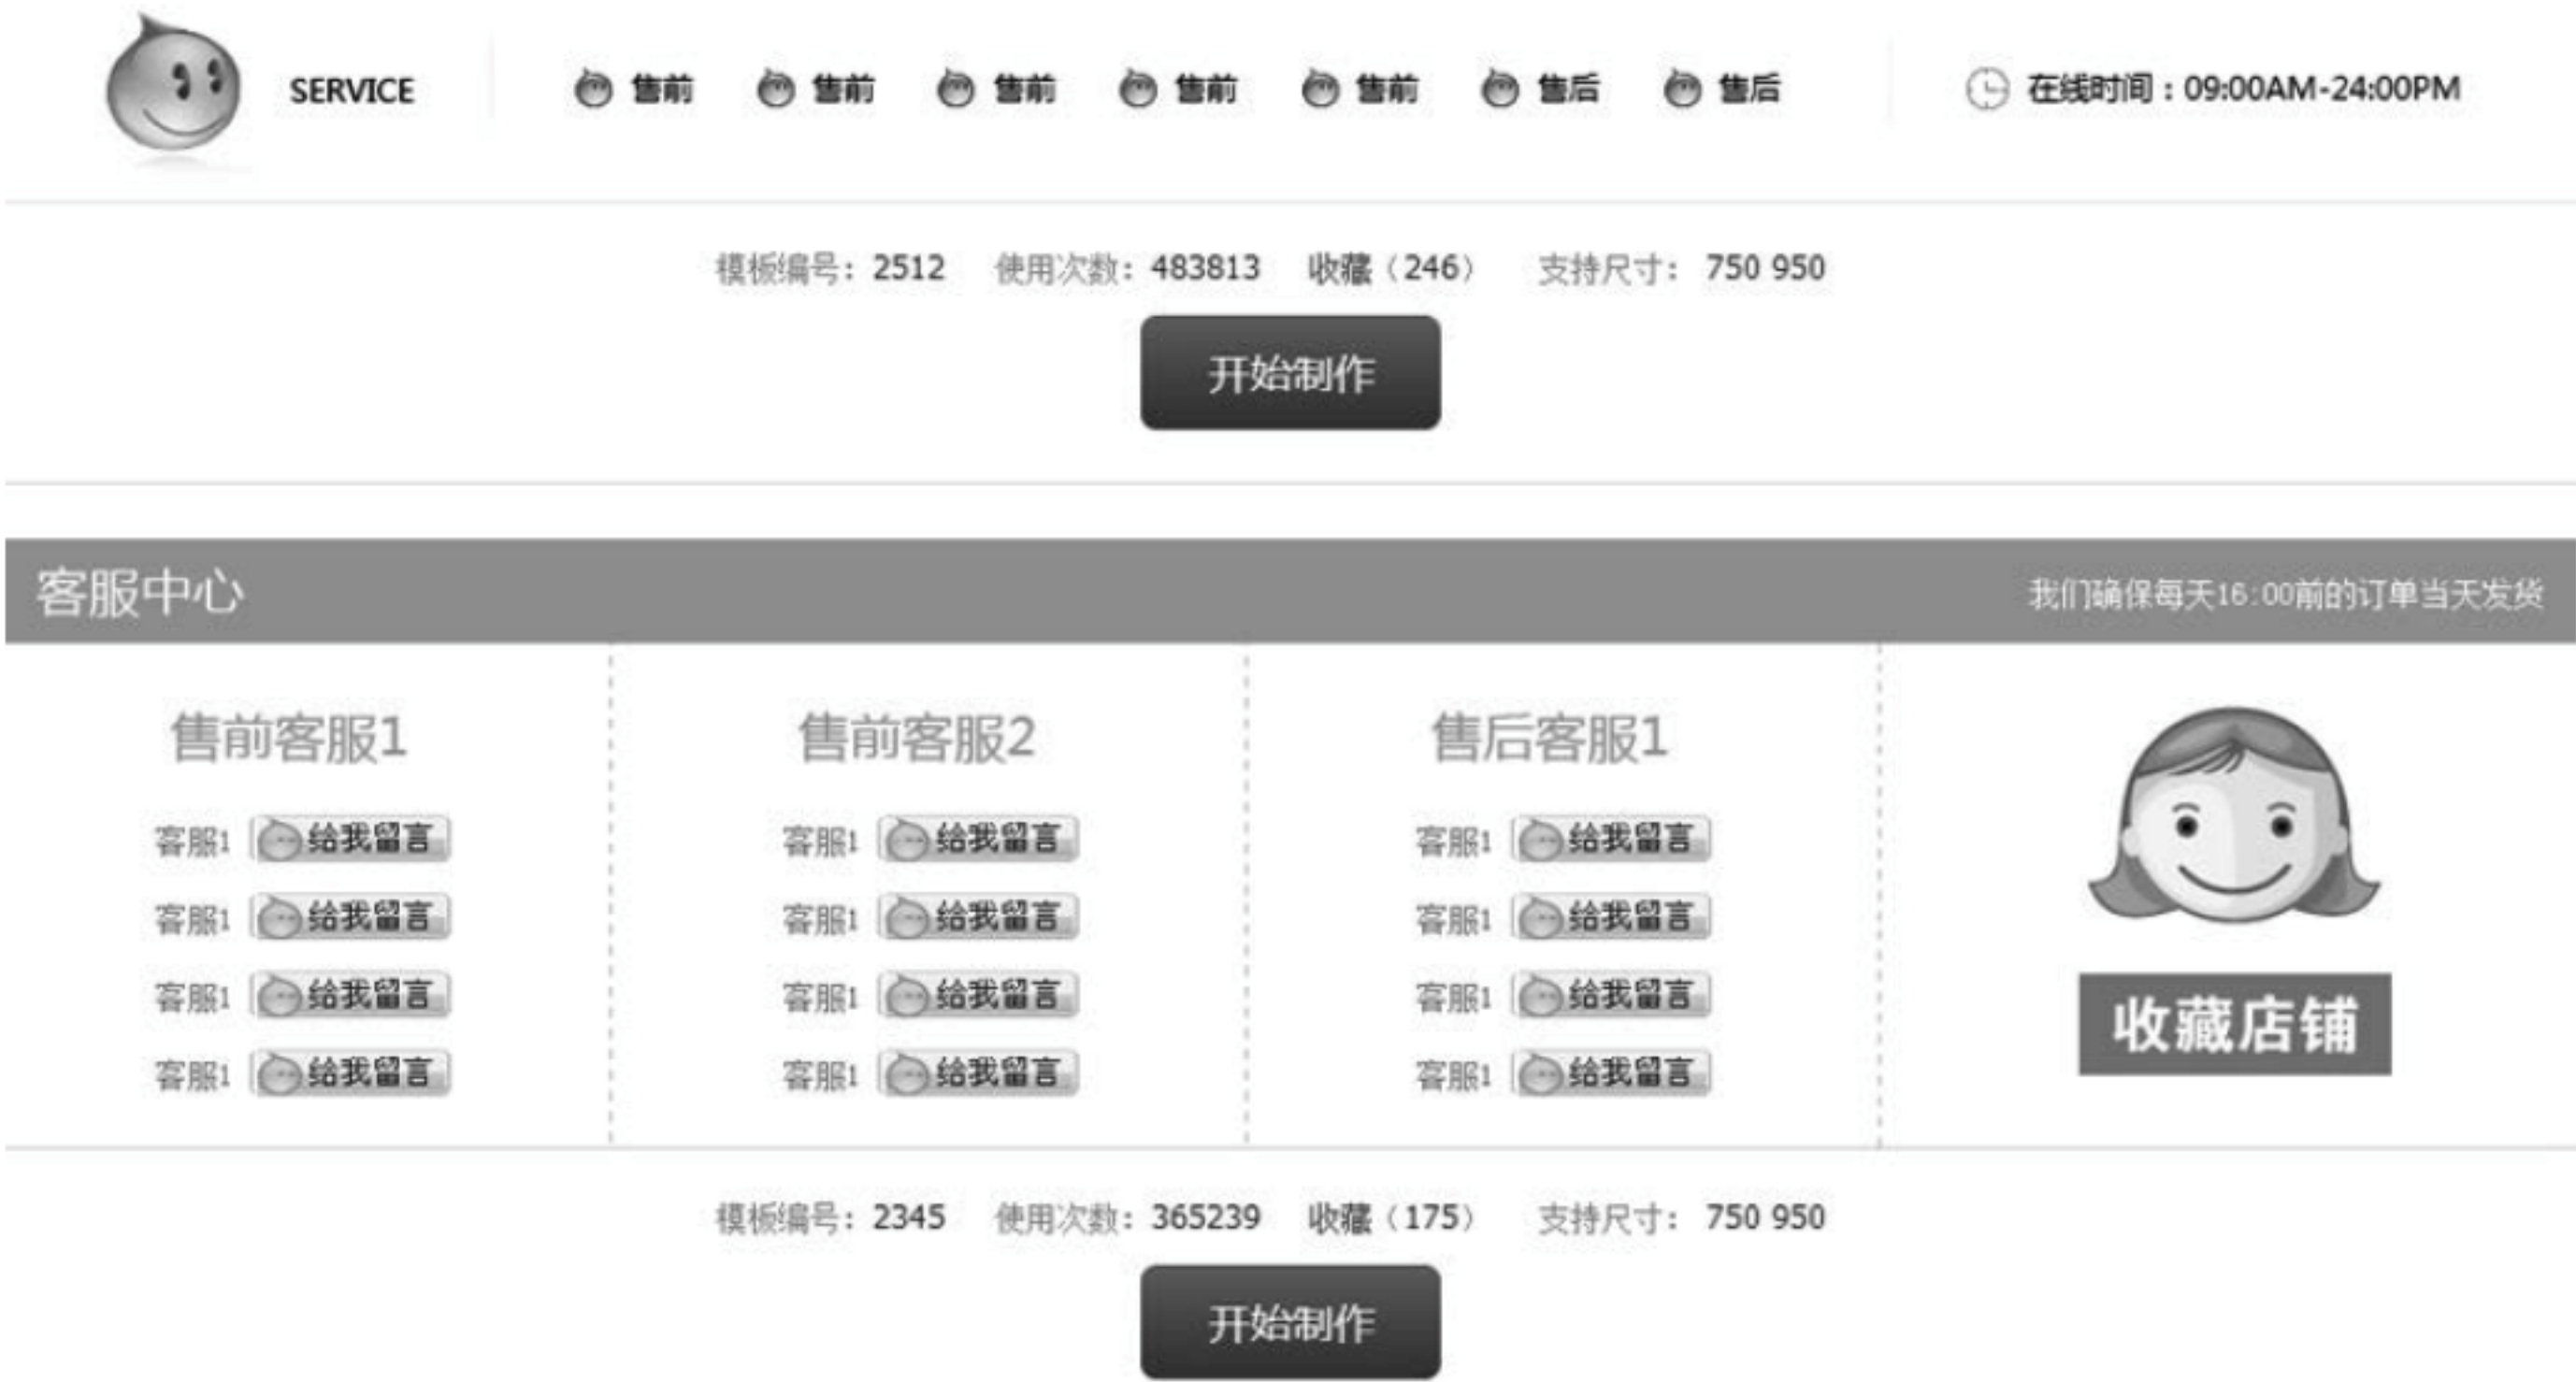 SERVICE 售前 售前 售前 售前 售前 售后 售后 在线时间：09:00AM-24:00PM
模板编号：2512 使用次数：483813 收藏（246） 支持尺寸： 750 950
开始制作
客服中心 我们确保每天16:00前的订单当天发货
售前客服1 售前客服2 售后客服1
客服1 给我留言 客服1 给我留言 客服1 给我留言
客服1 给我留言 客服1 给我留言 客服1 给我留言
客服1 给我留言 客服1 给我留言 客服1 给我留言
客服1 给我留言 客服1 给我留言 客服1 给我留言
收藏店铺
模板编号：2345 使用次数：365239 收藏（175） 支持尺寸： 750 950
开始制作